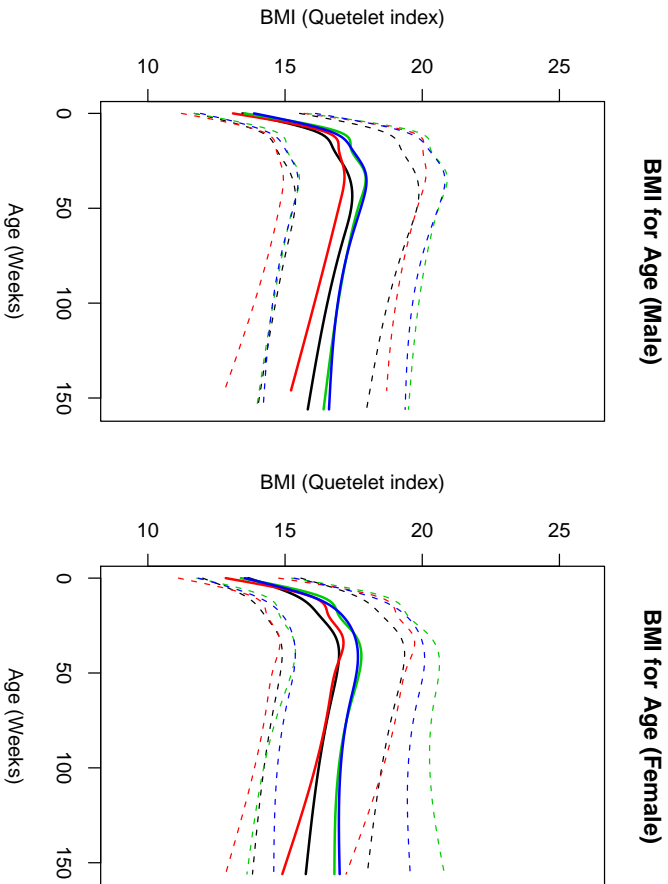 BMI for Age (Male)
BMI (Quetelet index)
10 15 20 25
0 50 100 150
Age (Weeks)
BMI for Age (Female)
BMI (Quetelet index)
10 15 20 25
0 50 100 150
Age (Weeks)